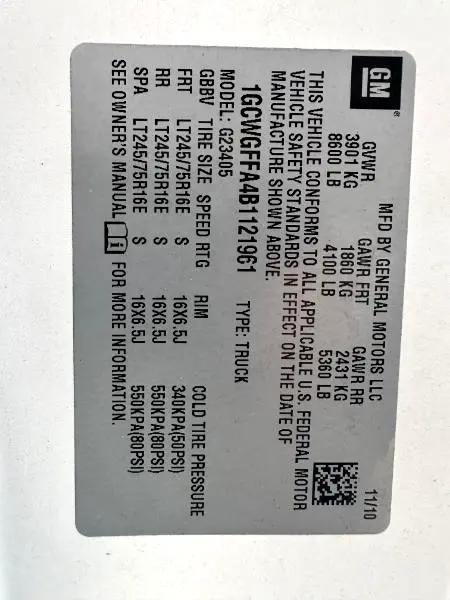 GM ®
MFD BY GENERAL MOTORS LLC 11/10
GVWR GAWR FRT GAWR RR
3901 KG 1860 KG 2431 KG
8600 LB 4100 LB 5360 LB
THIS VEHICLE CONFORMS TO ALL APPLICABLE U.S. FEDERAL MOTOR
VEHICLE SAFETY STANDARDS IN EFFECT ON THE DATE OF
MANUFACTURE SHOWN ABOVE.
1GCWGFFA4B1121961 TYPE: TRUCK
MODEL: G23405
GBBV TIRE SIZE SPEED RTG RIM COLD TIRE PRESSURE
FRT LT245/75R16E S 16X6.5J 340KPA(50PSI)
RR LT245/75R16E S 16X6.5J 550KPA(80PSI)
SPA LT245/75R16E S 16X6.5J 550KPA(80PSI)
SEE OWNER'S MANUAL i FOR MORE INFORMATION.